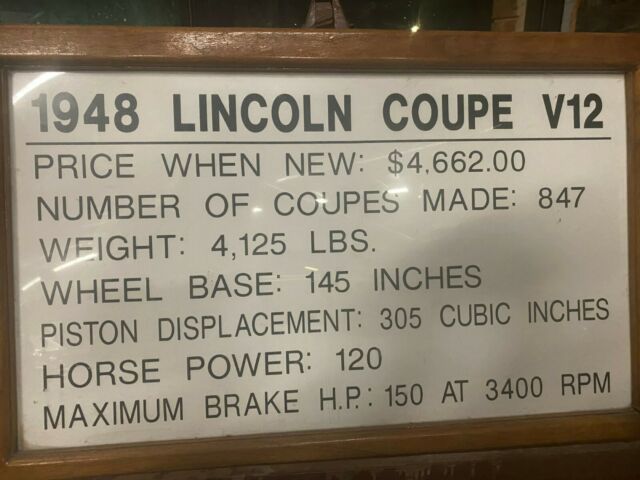 1948 LINCOLN COUPE V12
PRICE WHEN NEW: $4,662.00
NUMBER OF COUPES MADE: 847
WEIGHT: 4,125 LBS.
WHEEL BASE: 145 INCHES
PISTON DISPLACEMENT: 305 CUBIC INCHES
HORSE POWER: 120
MAXIMUM BRAKE H.P.: 150 AT 3400 RPM